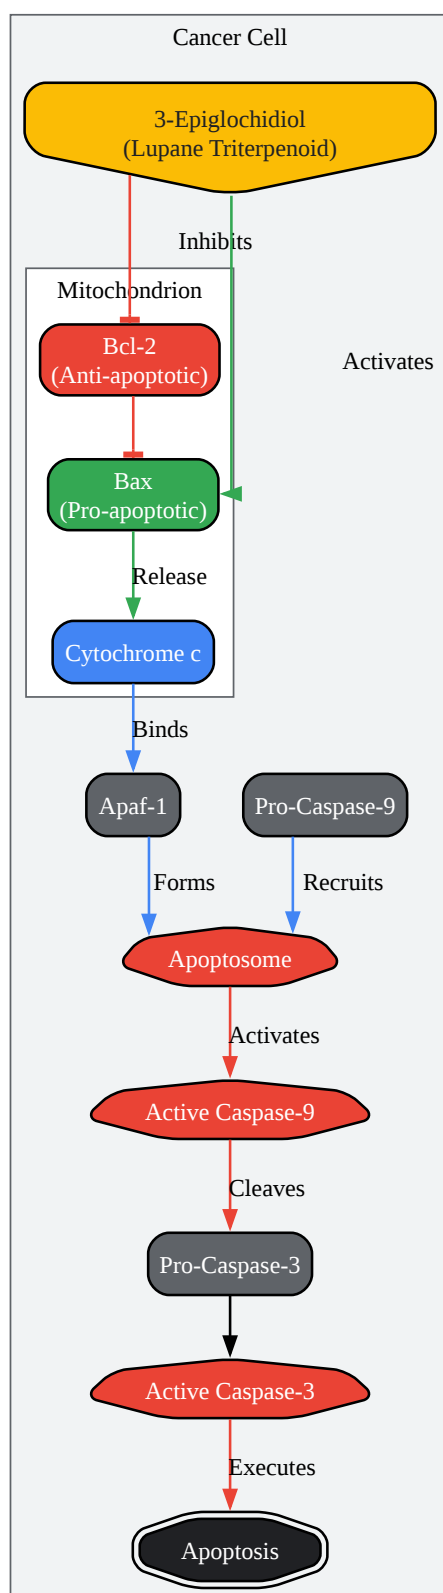 Cancer Cell
3-Epiglochidiol
(Lupane Triterpenoid)
Inhibits
Mitochondrion
Bcl-2
(Anti-apoptotic)
Activates
Bax
(Pro-apoptotic)
Release
Cytochrome c
Binds
Apaf-1
Pro-Caspase-9
Forms
Recruits
Apoptosome
Activates
Active Caspase-9
Cleaves
Pro-Caspase-3
Active Caspase-3
Executes
Apoptosis